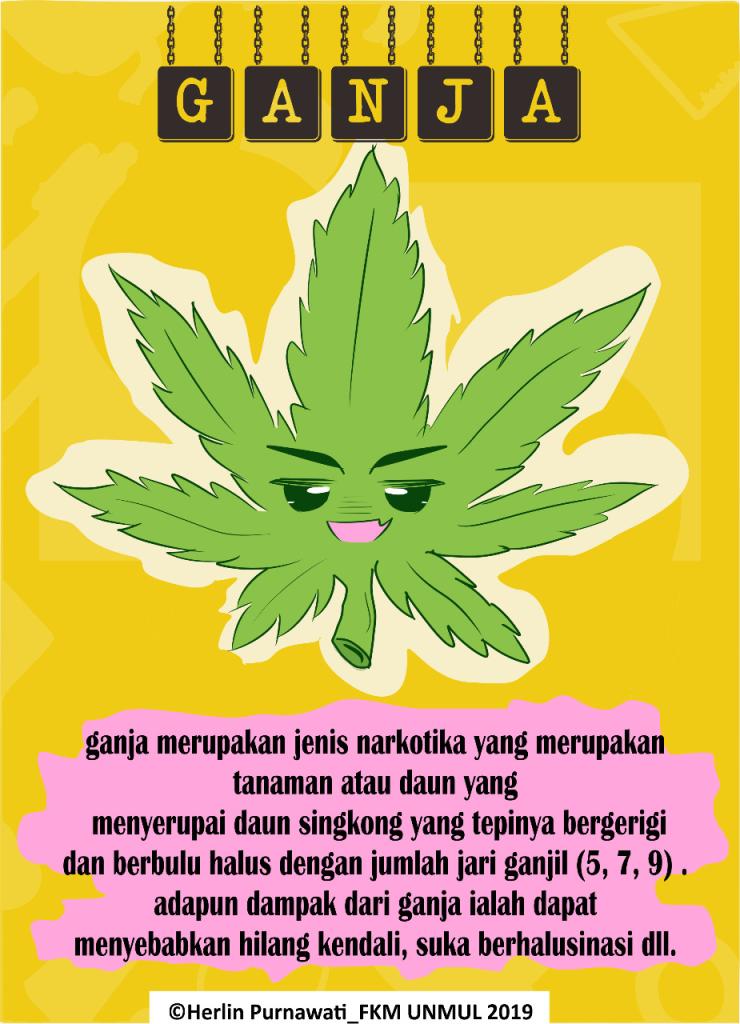 GANJA
ganja merupakan jenis narkotika yang merupakan
tanaman atau daun yang
menyerupai daun singkong yang tepinya bergerigi
dan berbulu halus dengan jumlah jari ganjil (5, 7, 9) .
adapun dampak dari ganja ialah dapat
menyebabkan hilang kendali, suka berhalusinasi dll.
©Herlin Purnawati_FKM UNMUL 2019